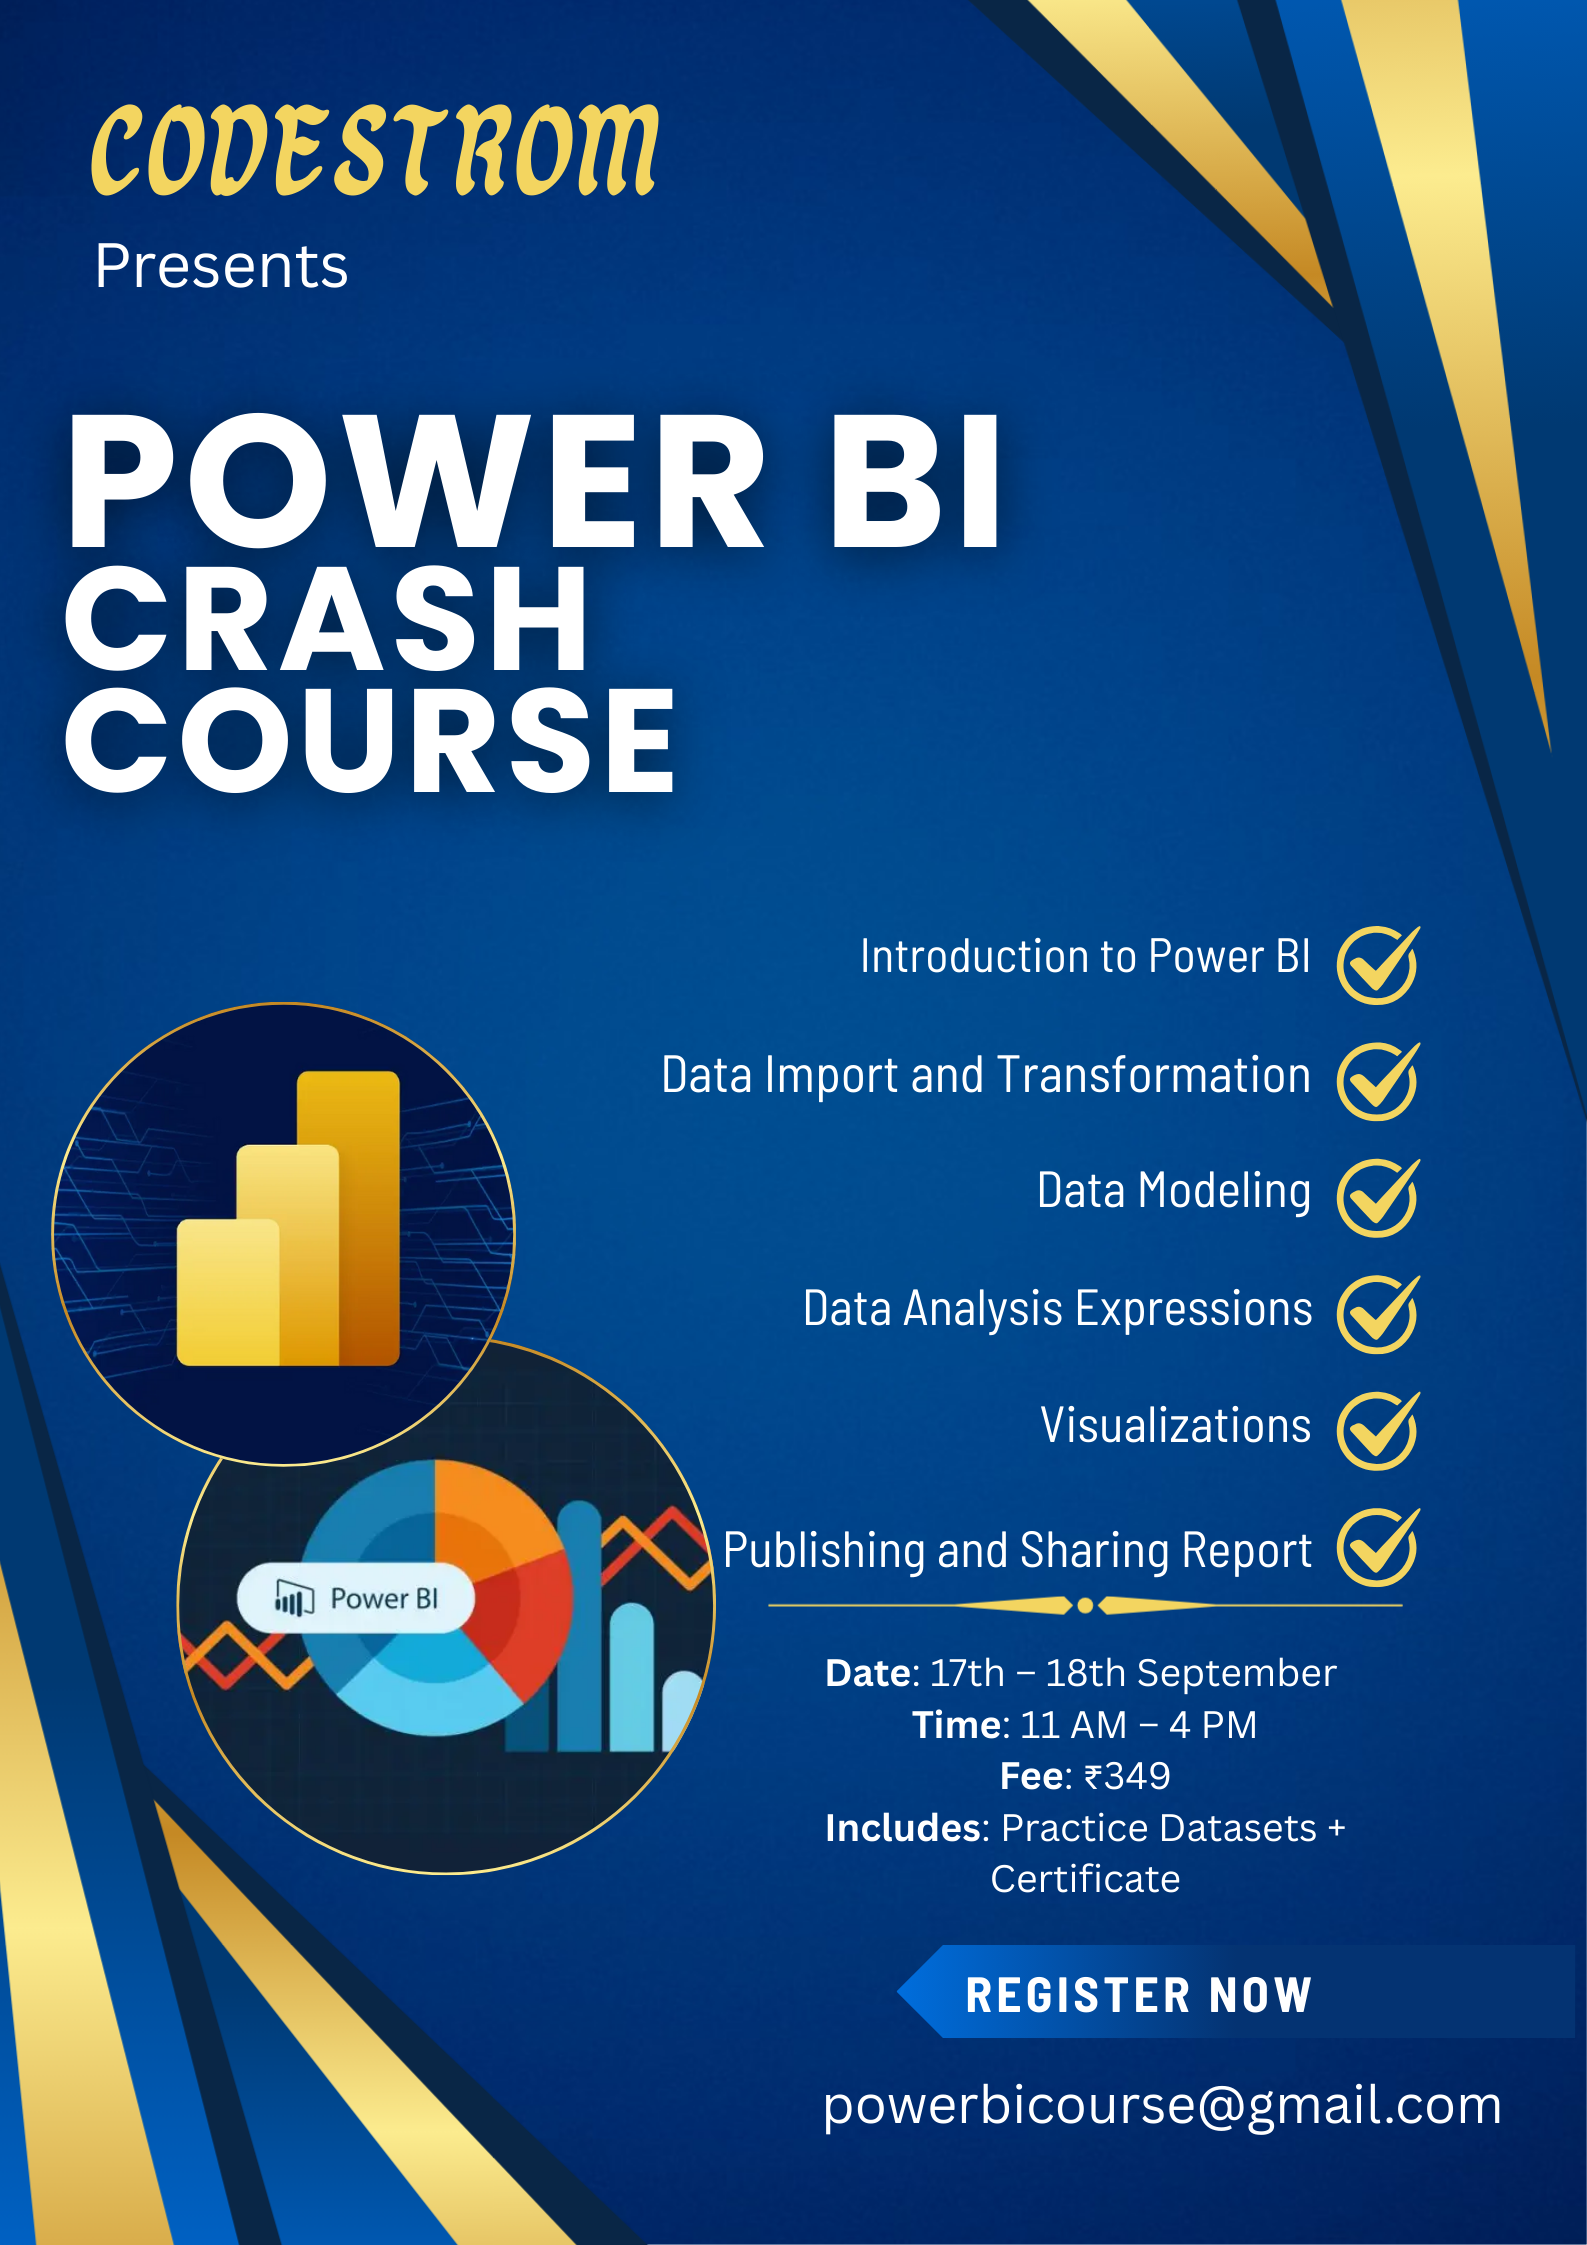 CODESTROM
Presents
POWER BI
CRASH
COURSE
Introduction to Power BI
Data Import and Transformation
Data Modeling
Data Analysis Expressions
Visualizations
Publishing and Sharing Report
Power BI
Date: 17th – 18th September
Time: 11 AM – 4 PM
Fee: ₹349
Includes: Practice Datasets +
Certificate
REGISTER NOW
powerbicourse@gmail.com